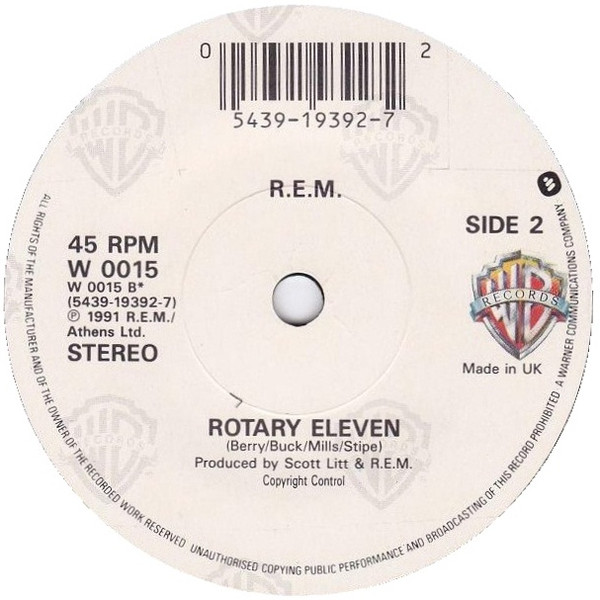 0 2
5439-19392-7
R.E.M.
45 RPM
W 0015
W 0015 B*
(5439-19392-7)
℗ 1991 R.E.M./
Athens Ltd.
STEREO
SIDE 2
WB
RECORDS
Made in UK
ROTARY ELEVEN
(Berry/Buck/Mills/Stipe)
Produced by Scott Litt & R.E.M.
Copyright Control
ALL RIGHTS OF THE MANUFACTURER AND OF THE OWNER OF THE RECORDED WORK RESERVED UNAUTHORISED COPYING PUBLIC PERFORMANCE AND BROADCASTING OF THIS RECORD PROHIBITED A WARNER COMMUNICATIONS COMPANY